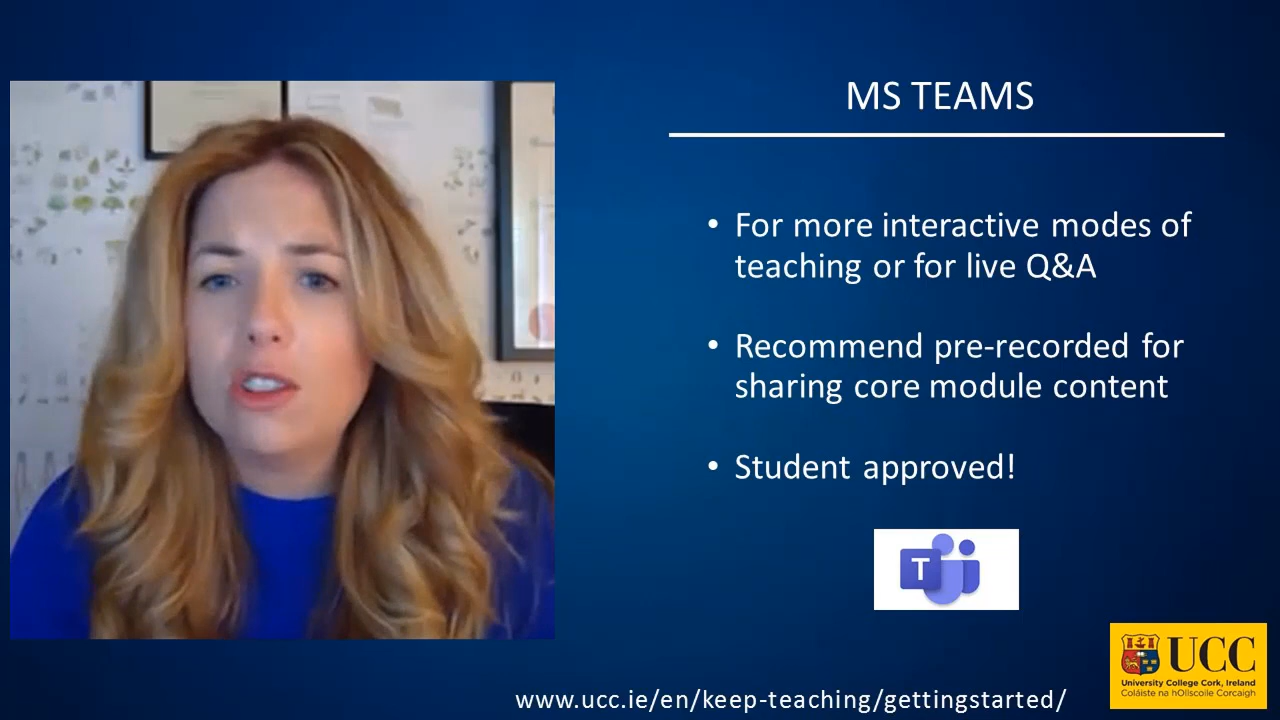 MS TEAMS
• For more interactive modes of
teaching or for live Q&A
• Recommend pre-recorded for
sharing core module content
• Student approved!
T
UCC
University College Cork, Ireland
Coláiste na hOllscoile Corcaigh
www.ucc.ie/en/keep-teaching/gettingstarted/